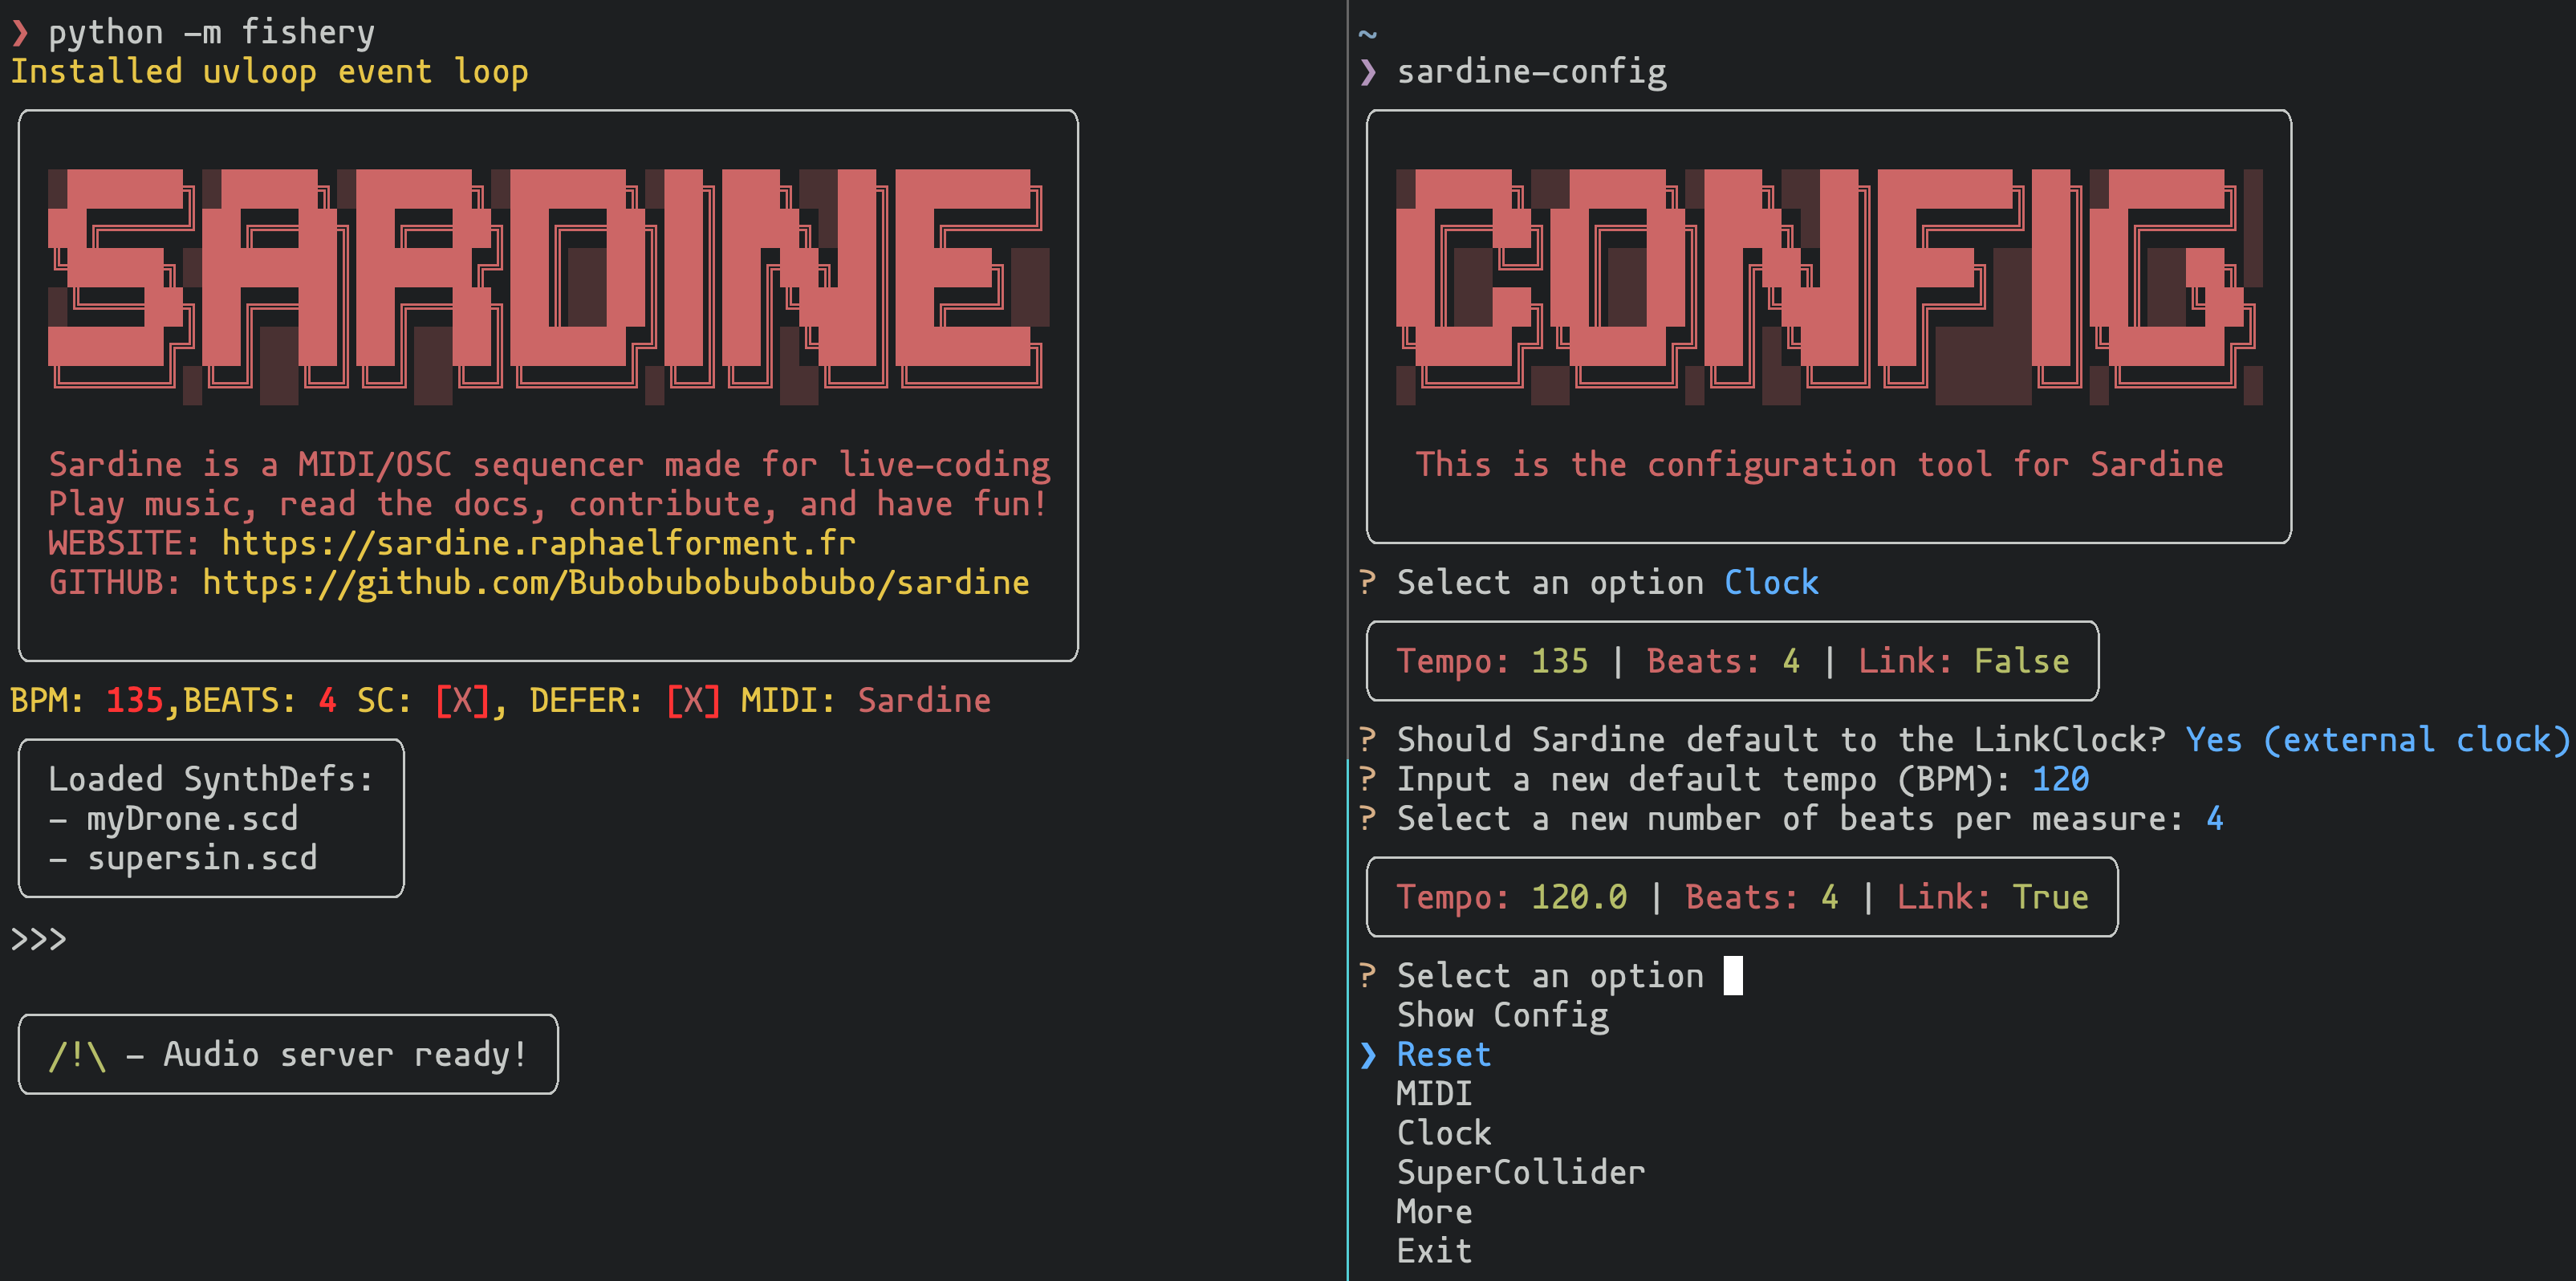 ❯ python -m fishery
Installed uvloop event loop
SARDINE
Sardine is a MIDI/OSC sequencer made for live-coding
Play music, read the docs, contribute, and have fun!
WEBSITE: https://sardine.raphaelforment.fr
GITHUB: https://github.com/Bubobubobubobubo/sardine
BPM: 135,BEATS: 4 SC: [X], DEFER: [X] MIDI: Sardine
Loaded SynthDefs:
- myDrone.scd
- supersin.scd
>>>
/!\ - Audio server ready!
~
❯ sardine-config
CONFIG
This is the configuration tool for Sardine
? Select an option Clock
Tempo: 135 | Beats: 4 | Link: False
? Should Sardine default to the LinkClock? Yes (external clock)
? Input a new default tempo (BPM): 120
? Select a new number of beats per measure: 4
Tempo: 120.0 | Beats: 4 | Link: True
? Select an option
Show Config
❯ Reset
MIDI
Clock
SuperCollider
More
Exit